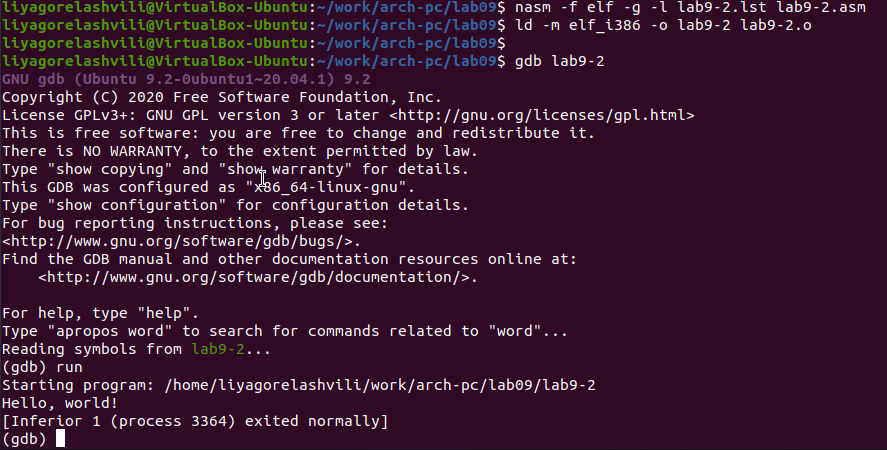 liyagorelashvili@VirtualBox-Ubuntu:~/work/arch-pc/lab09$ nasm -f elf -g -l lab9-2.lst lab9-2.asm
liyagorelashvili@VirtualBox-Ubuntu:~/work/arch-pc/lab09$ ld -m elf_i386 -o lab9-2 lab9-2.o
liyagorelashvili@VirtualBox-Ubuntu:~/work/arch-pc/lab09$
liyagorelashvili@VirtualBox-Ubuntu:~/work/arch-pc/lab09$ gdb lab9-2
GNU gdb (Ubuntu 9.2-0ubuntu1~20.04.1) 9.2
Copyright (C) 2020 Free Software Foundation, Inc.
License GPLv3+: GNU GPL version 3 or later <http://gnu.org/licenses/gpl.html>
This is free software: you are free to change and redistribute it.
There is NO WARRANTY, to the extent permitted by law.
Type "show copying" and "show warranty" for details.
This GDB was configured as "x86_64-linux-gnu".
Type "show configuration" for configuration details.
For bug reporting instructions, please see:
<http://www.gnu.org/software/gdb/bugs/>.
Find the GDB manual and other documentation resources online at:
    <http://www.gnu.org/software/gdb/documentation/>.

For help, type "help".
Type "apropos word" to search for commands related to "word"...
Reading symbols from lab9-2...
(gdb) run
Starting program: /home/liyagorelashvili/work/arch-pc/lab09/lab9-2
Hello, world!
[Inferior 1 (process 3364) exited normally]
(gdb)